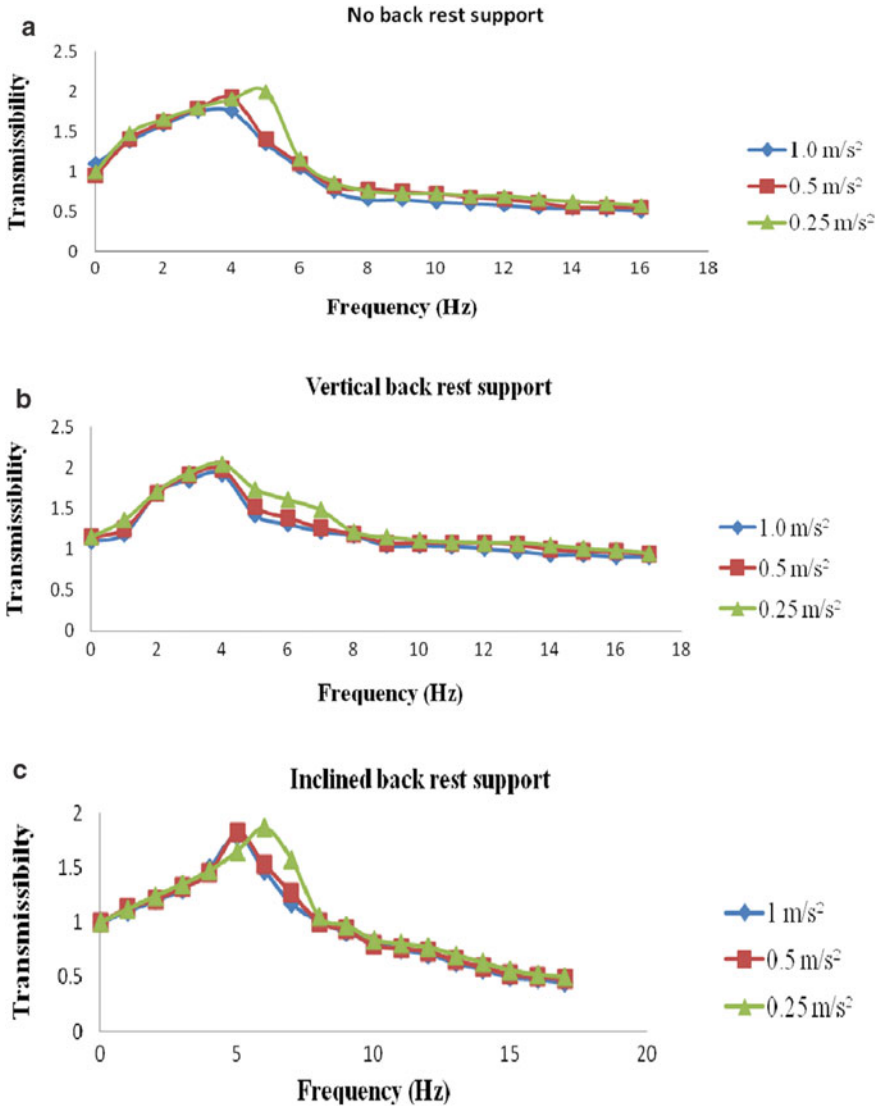 a
No back rest support
Transmissibility
2.5
2
1.5
1
0.5
0
0 2 4 6 8 10 12 14 16 18
Frequency (Hz)
1.0 m/s²
0.5 m/s²
0.25 m/s²
b
Vertical back rest support
Transmissibility
2.5
2
1.5
1
0.5
0
0 2 4 6 8 10 12 14 16 18
Frequency (Hz)
1.0 m/s²
0.5 m/s²
0.25 m/s²
c
Inclined back rest support
Transmissibilty
2
1.5
1
0.5
0
0 5 10 15 20
Frequency (Hz)
1 m/s²
0.5 m/s²
0.25 m/s²